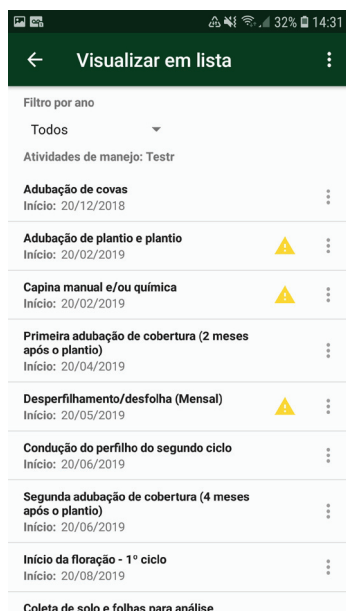 32% 14:31
Visualizar em lista
Filtro por ano
Todos
Atividades de manejo: Testr
Adubação de covas
Início: 20/12/2018
Adubação de plantio e plantio
Início: 20/02/2019
Capina manual e/ou química
Início: 20/02/2019
Primeira adubação de cobertura (2 meses
após o plantio)
Início: 20/04/2019
Desperfilhamento/desfolha (Mensal)
Início: 20/05/2019
Condução do perfilho do segundo ciclo
Início: 20/06/2019
Segunda adubação de cobertura (4 meses
após o plantio)
Início: 20/06/2019
Início da floração - 1º ciclo
Início: 20/08/2019
Coleta de solo e folhas para análise